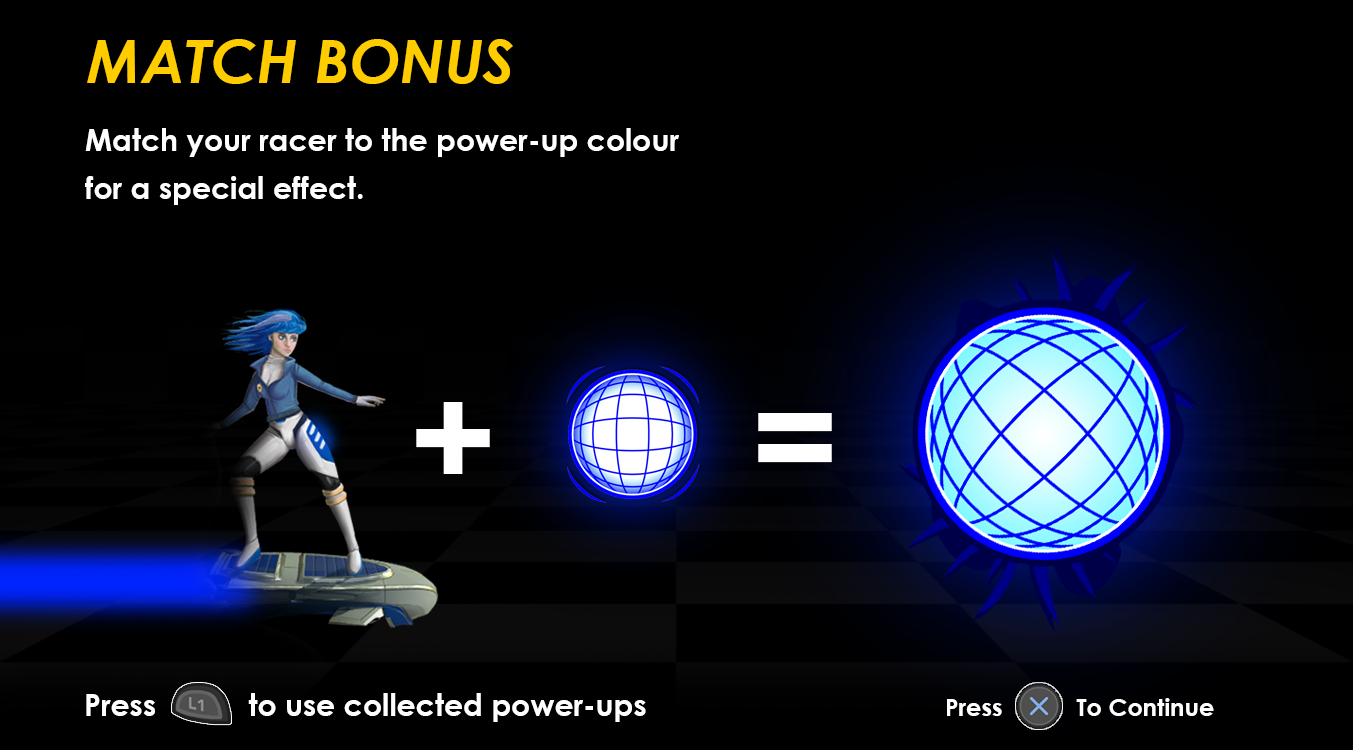 MATCH BONUS
Match your racer to the power-up colour
for a special effect.
Press L1 to use collected power-ups
Press X To Continue